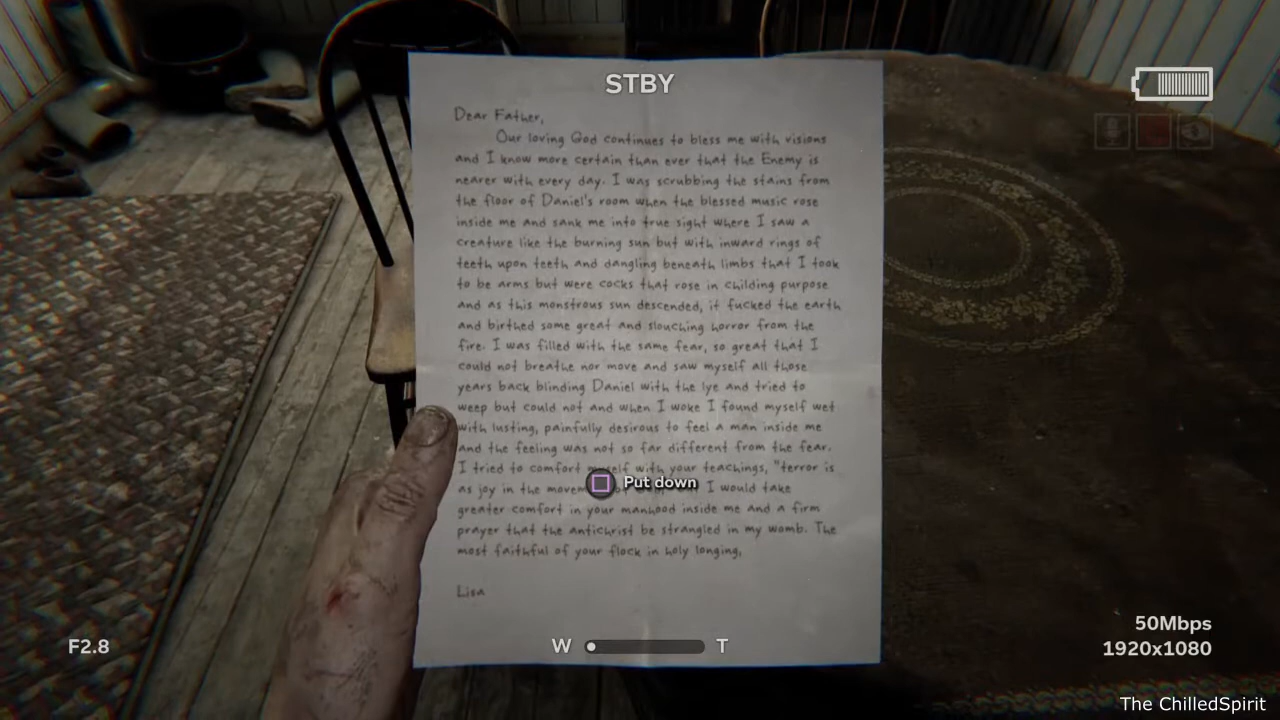 STBY
Dear Father,
Our loving God continues to bless me with visions
and I know more certain than ever that the Enemy is
nearer with every day. I was scrubbing the stains from
the floor of Daniel's room when the blessed music rose
inside me and sank me into true sight where I saw a
creature like the burning sun but with inward rings of
teeth upon teeth and dangling beneath limbs that I took
to be arms but were cocks that rose in childing purpose
and as this monstrous sun descended, it fucked the earth
and birthed some great and slouching horror from the
fire. I was filled with the same fear, so great that I
could not breathe nor move and saw myself all those
years back blinding Daniel with the lye and tried to
weep but could not and when I woke I found myself wet
with lusting, painfully desirous to feel a man inside me
and the feeling was not so far different from the fear.
I tried to comfort myself with your teachings, "terror is
as joy in the I would take
Put down
greater comfort in your manhood inside me and a firm
prayer that the antichrist be strangled in my womb. The
most faithful of your flock in holy longing,
Lisa
F2.8
W T
50Mbps
1920x1080
The ChilledSpirit